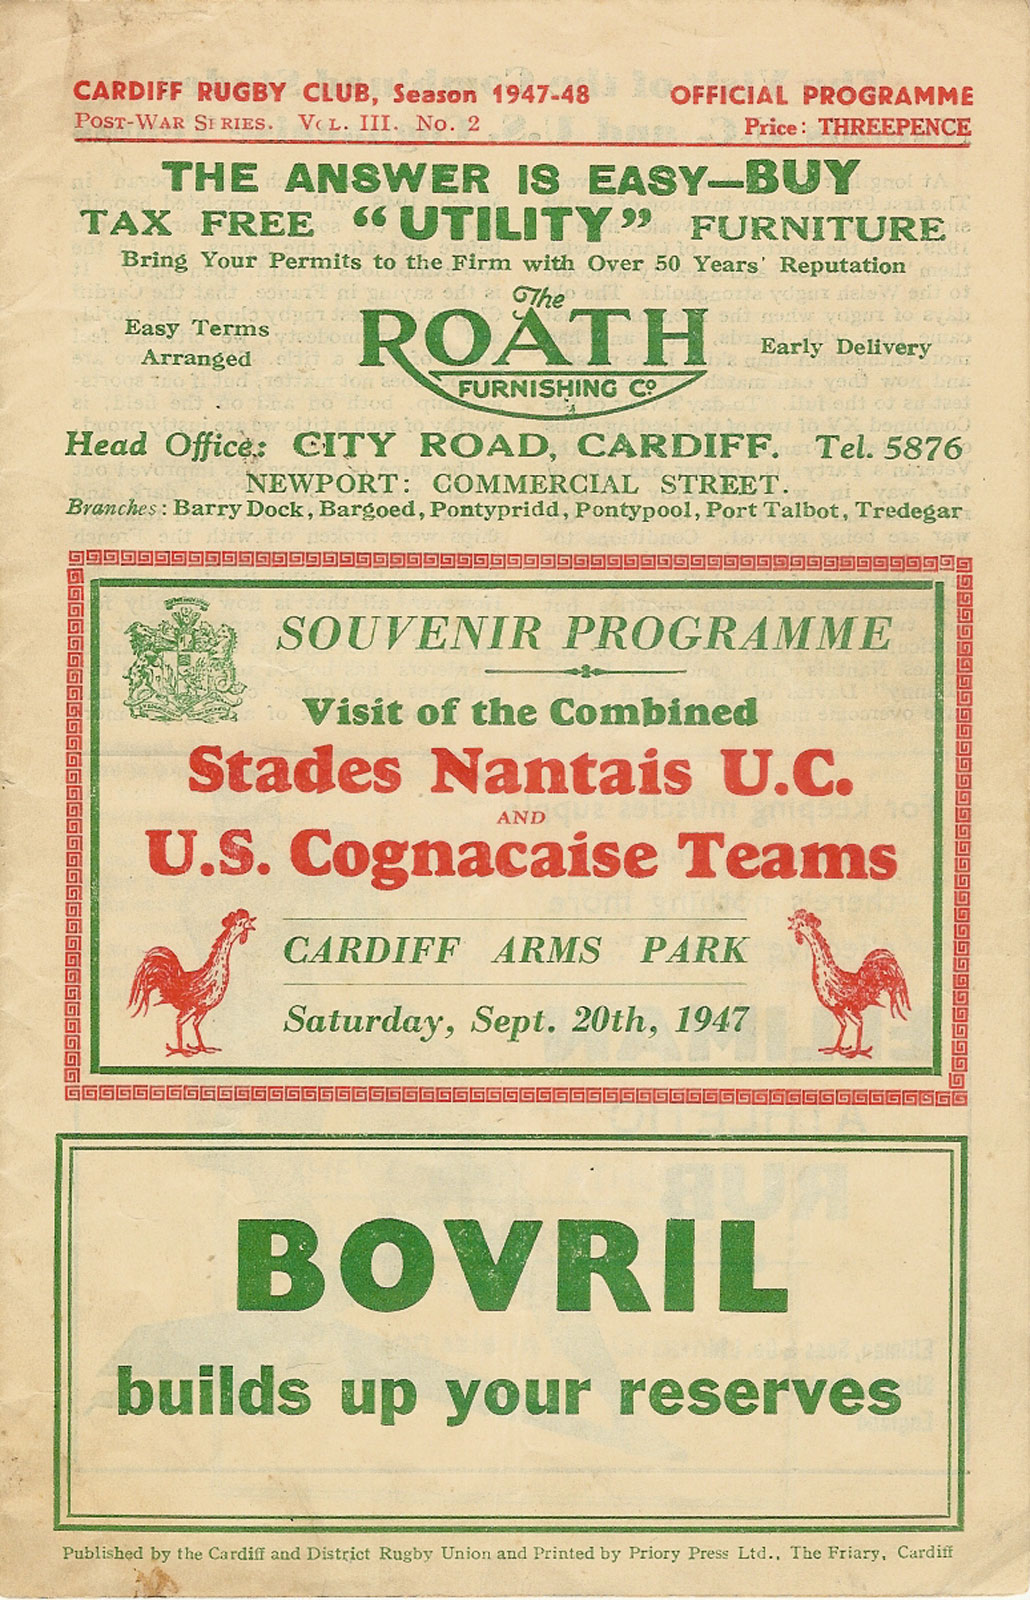 CARDIFF RUGBY CLUB, Season 1947-48 OFFICIAL PROGRAMME
POST-WAR SERIES. VOL. III. No. 2 Price: THREEPENCE
THE ANSWER IS EASY—BUY
TAX FREE "UTILITY" FURNITURE
Bring Your Permits to the Firm with Over 50 Years' Reputation
Easy Terms
Arranged
The
ROATH
FURNISHING Co.
Early Delivery
Head Office: CITY ROAD, CARDIFF. Tel. 5876
NEWPORT: COMMERCIAL STREET.
Branches: Barry Dock, Bargoed, Pontypridd, Pontypool, Port Talbot, Tredegar
SOUVENIR PROGRAMME
Visit of the Combined
Stades Nantais U.C.
AND
U.S. Cognacaise Teams
CARDIFF ARMS PARK
Saturday, Sept. 20th, 1947
BOVRIL
builds up your reserves
Published by the Cardiff and District Rugby Union and Printed by Priory Press Ltd., The Friary, Cardiff